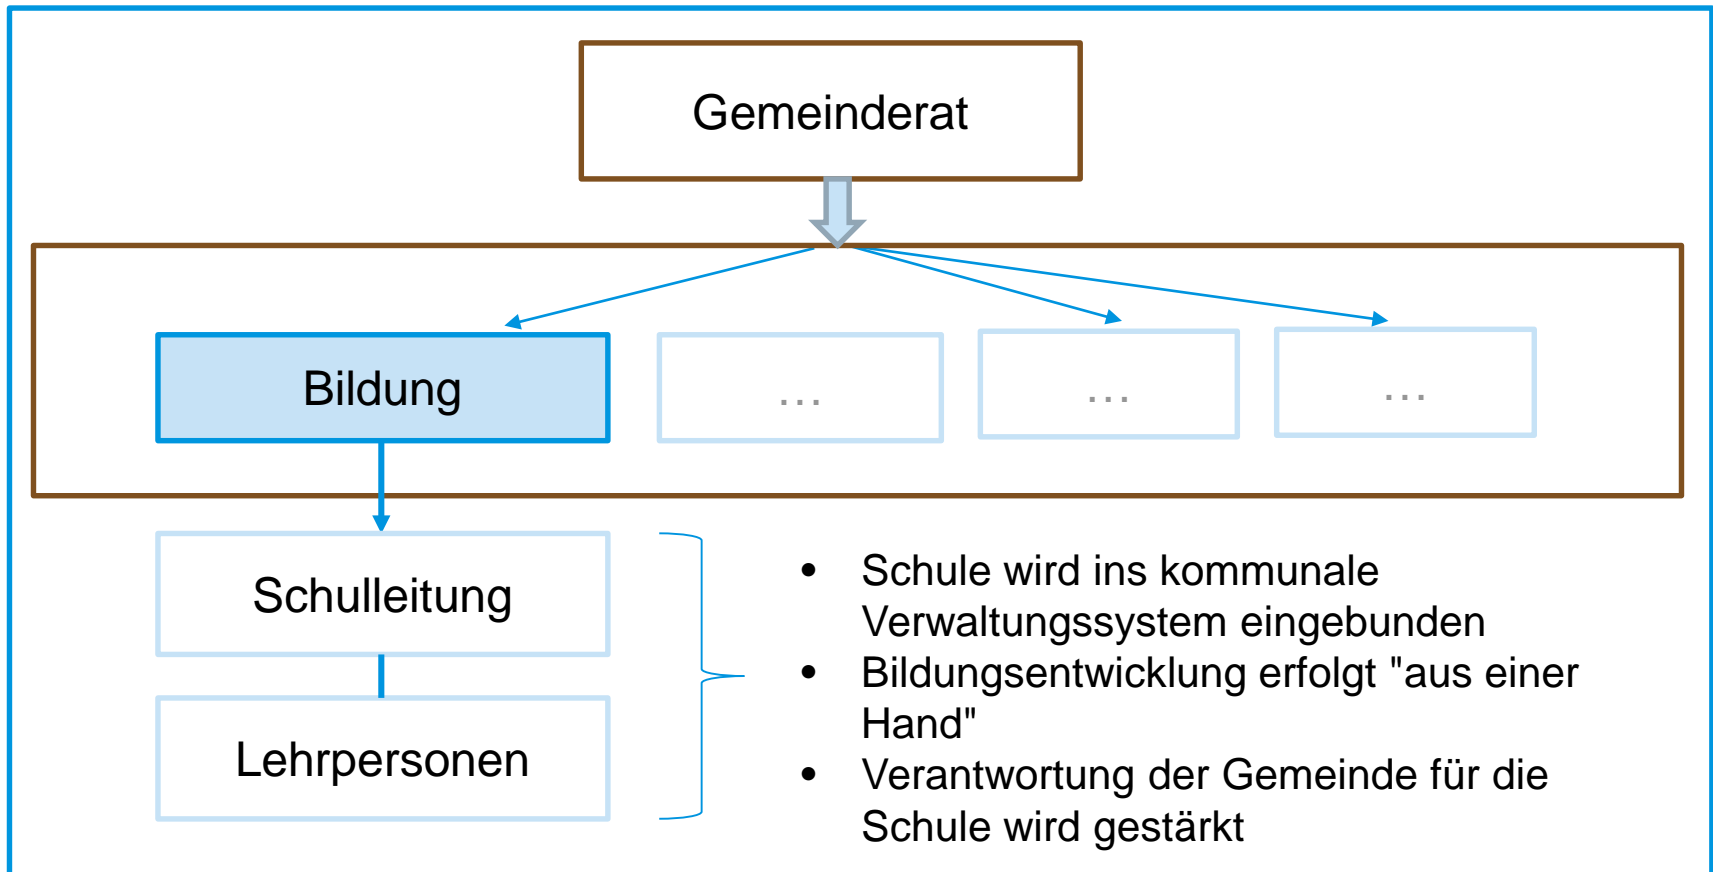 Gemeinderat
Bildung
...
...
...
Schulleitung
Lehrpersonen
• Schule wird ins kommunale
Verwaltungssystem eingebunden
• Bildungsentwicklung erfolgt "aus einer
Hand"
• Verantwortung der Gemeinde für die
Schule wird gestärkt